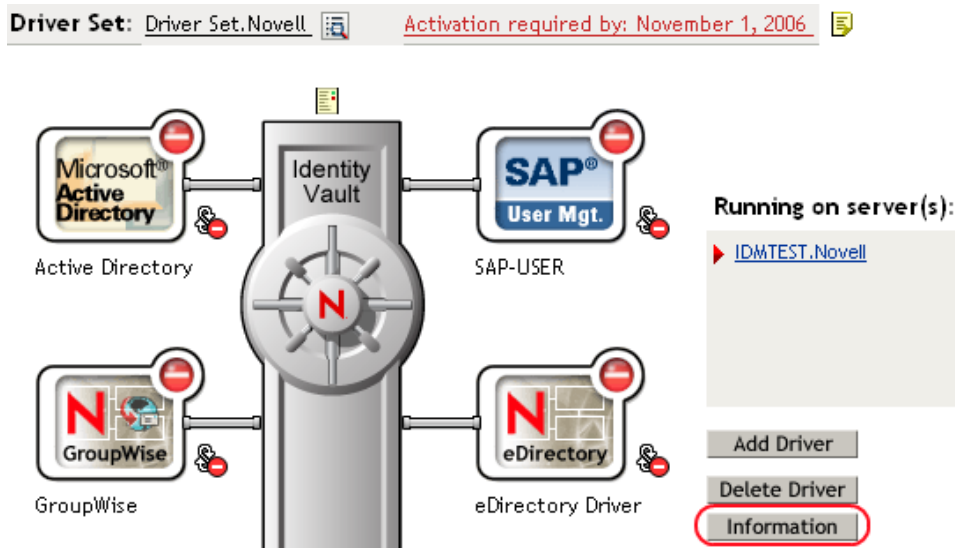 Driver Set: Driver Set.Novell Activation required by: November 1, 2006
Microsoft®
Active
Directory
Active Directory
Identity
Vault
N
SAP®
User Mgt.
SAP-USER
Running on server(s):
IDMTEST.Novell
N
GroupWise
GroupWise
N
eDirectory
eDirectory Driver
Add Driver
Delete Driver
Information